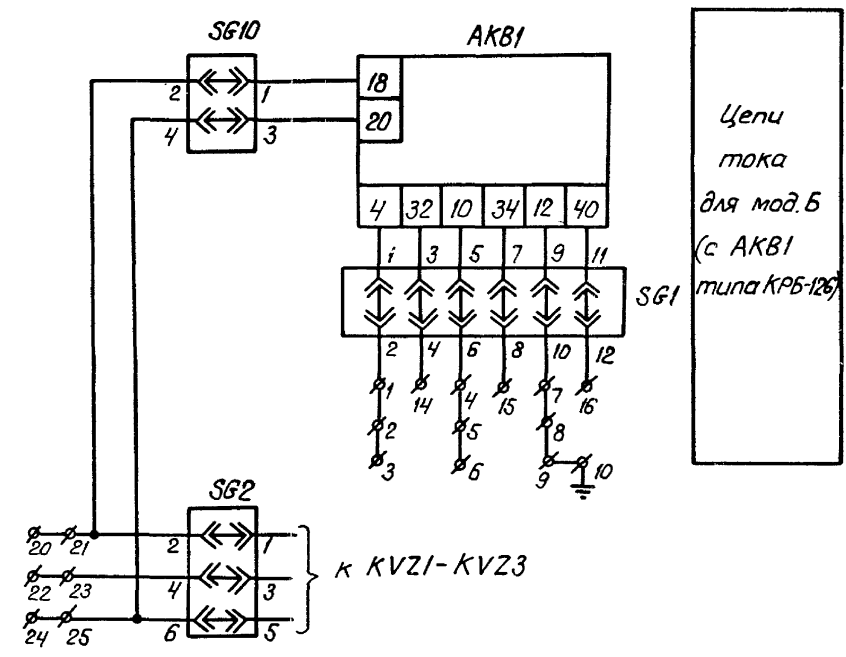 SG10
AKB1
2 1
18
4 3
20
4 32 10 34 12 40
1 3 5 7 9 11
SG1
2 4 6 8 10 12
1 14 4 15 7 16
2 5 8
3 6 9 10
SG2
20 21 2 1
22 23 4 3
24 25 6 5
к KVZ1-KVZ3
Цепи
тока
для мод. Б
(с АКВ1
типа КРБ-126)